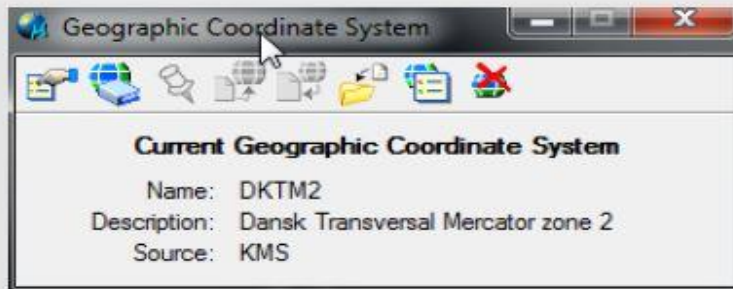 Geographic Coordinate System
Current Geographic Coordinate System
Name: DKTM2
Description: Dansk Transversal Mercator zone 2
Source: KMS